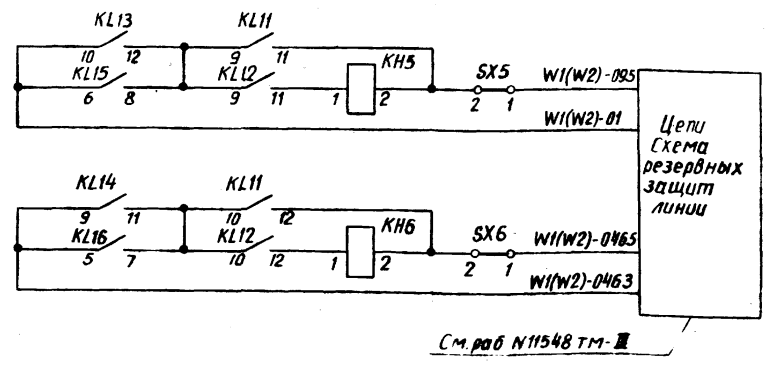 KL13
KL11
10 12
9 11
KL15
KL12
KH5
SX5
W1(W2)-095
6 8
9 11
1 2
2 1
W1(W2)-01
Цепи
Схема
резервных
защит
линии
KL14
KL11
9 11
10 12
KL16
KL12
KH6
SX6
W1(W2)-0465
5 7
10 12
1 2
2 1
W1(W2)-0463
См. раб N11548 тм-III